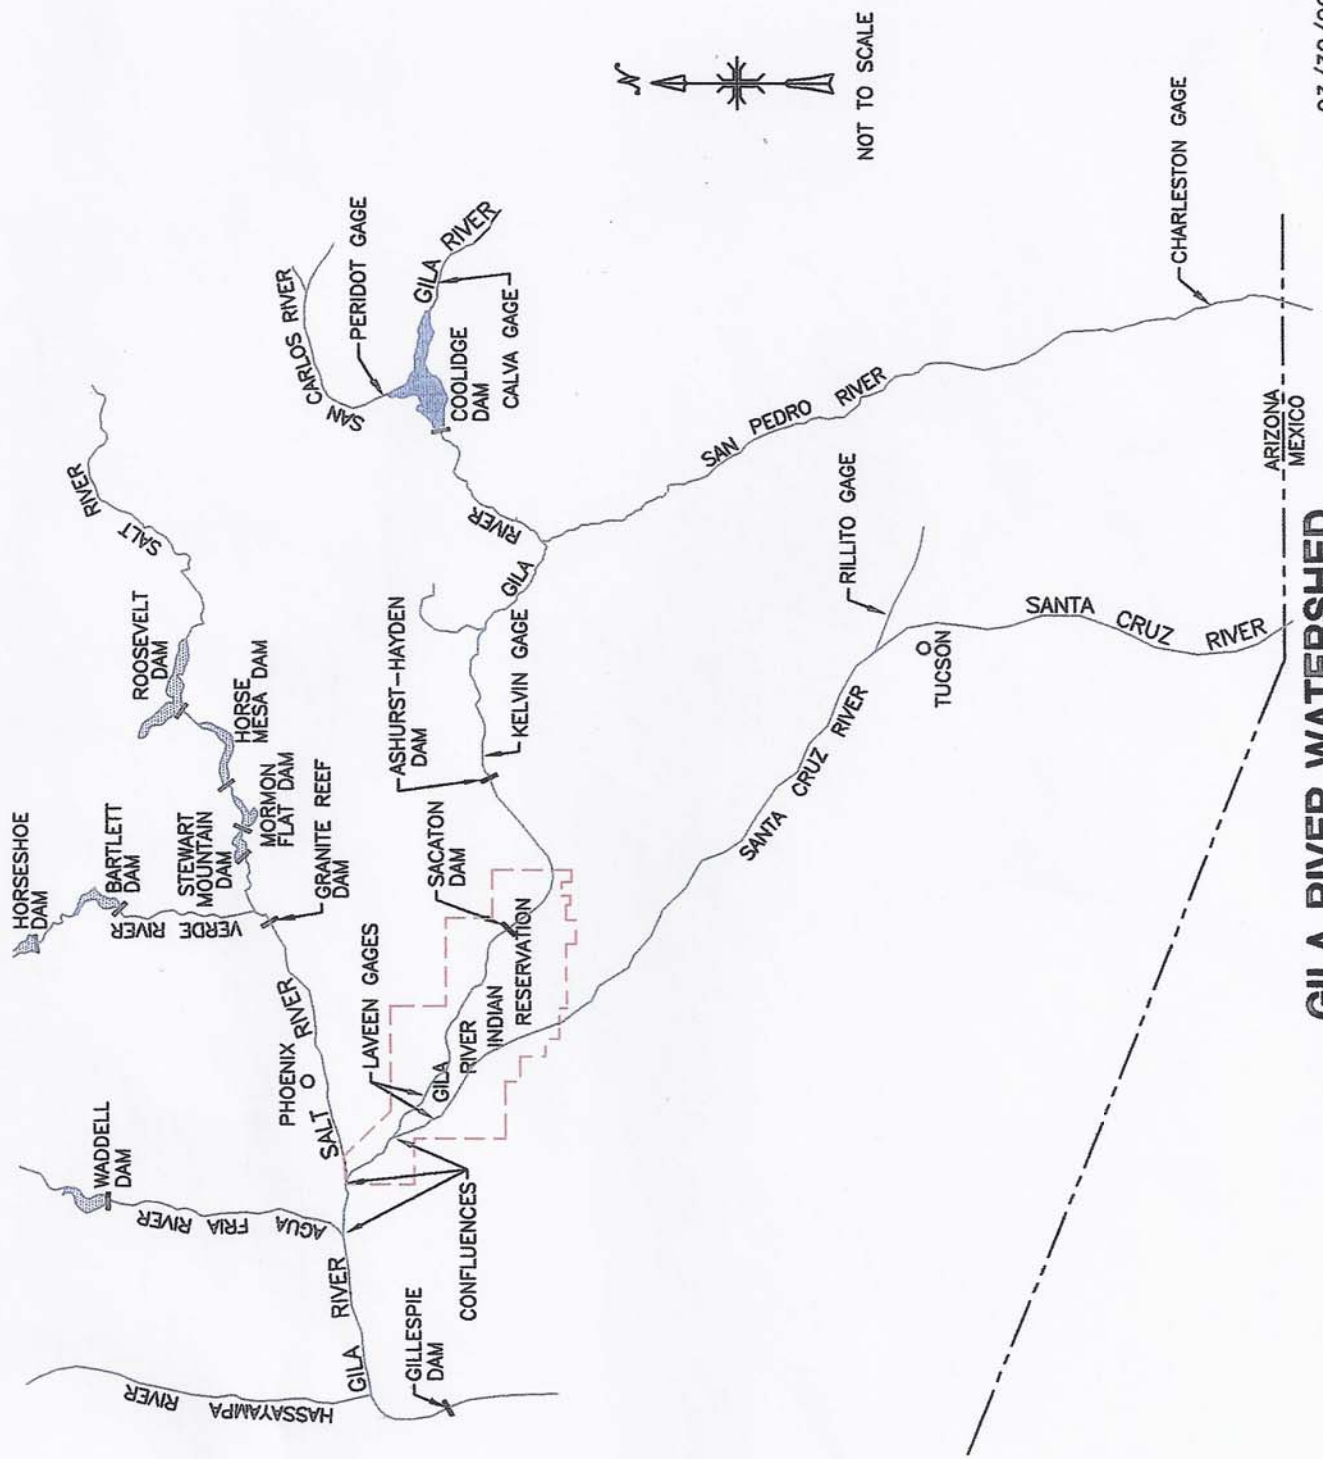 HORSESHOE
DAM
BARTLETT
DAM
VERDE RIVER
STEWART
MOUNTAIN
DAM
MORMON
FLAT DAM
HORSE
MESA DAM
ROOSEVELT
DAM
SALT RIVER
GRANITE REEF
DAM
WADDELL
DAM
AGUA FRIA RIVER
PHOENIX
SALT RIVER
HASSAYAMPA RIVER
GILA RIVER
GILLESPIE
DAM
CONFLUENCES
LAVEEN GAGES
GILA
RIVER
INDIAN
RESERVATION
SACATON
DAM
ASHURST-HAYDEN
DAM
KELVIN GAGE
GILA RIVER
SAN CARLOS RIVER
PERIDOT GAGE
GILA RIVER
COOLIDGE
DAM
CALVA GAGE
SAN PEDRO RIVER
SANTA CRUZ RIVER
RILLITO GAGE
TUCSON
SANTA CRUZ RIVER
CHARLESTON GAGE
ARIZONA
MEXICO
N
NOT TO SCALE
GILA RIVER WATERSHED